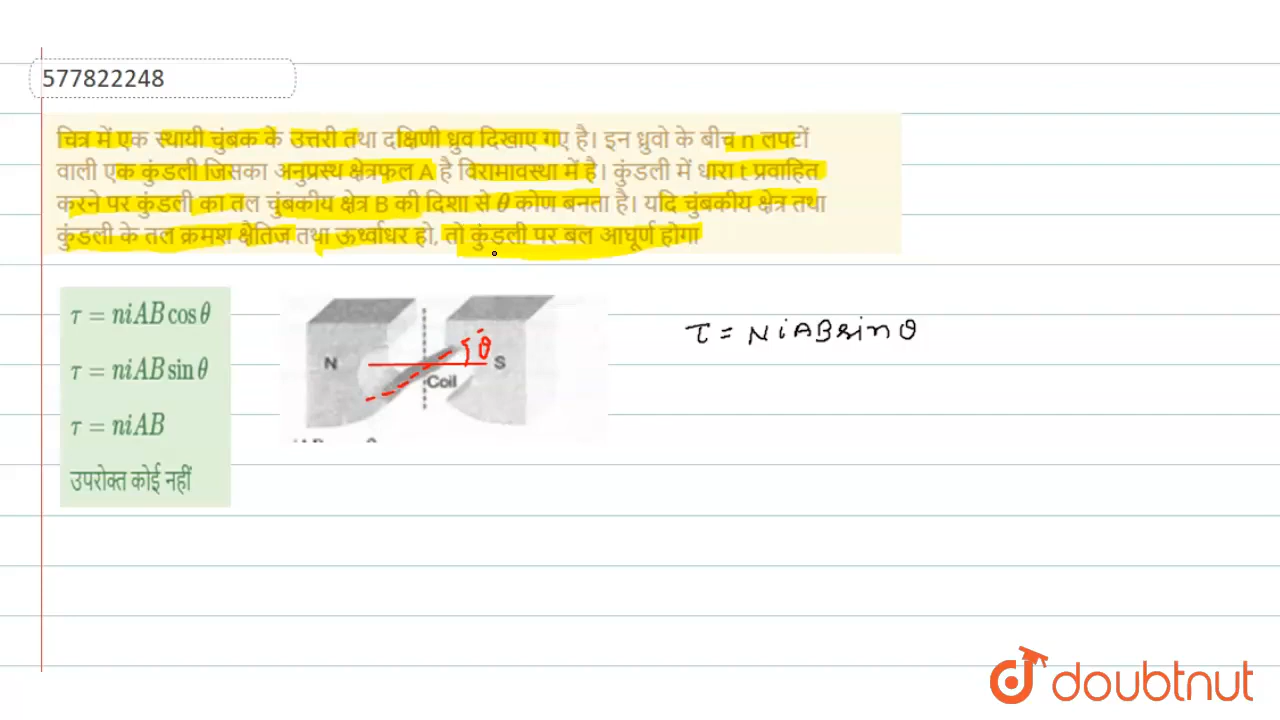 577822248
चित्र में एक स्थायी चुंबक के उत्तरी तथा दक्षिणी ध्रुव दिखाए गए है। इन ध्रुवो के बीच n लपटों
वाली एक कुंडली जिसका अनुप्रस्थ क्षेत्रफल A है विरामावस्था में है। कुंडली में धारा t प्रवाहित
करने पर कुंडली का तल चुंबकीय क्षेत्र B की दिशा से θ कोण बनता है। यदि चुंबकीय क्षेत्र तथा
कुंडली के तल क्रमश क्षैतिज तथा ऊर्ध्वाधर हो, तो कुंडली पर बल आघूर्ण होगा
τ = niAB cos θ
τ = niAB sin θ
τ = niAB
उपरोक्त कोई नहीं
N
S
Coil
θ
τ = NiABsinθ
doubtnut